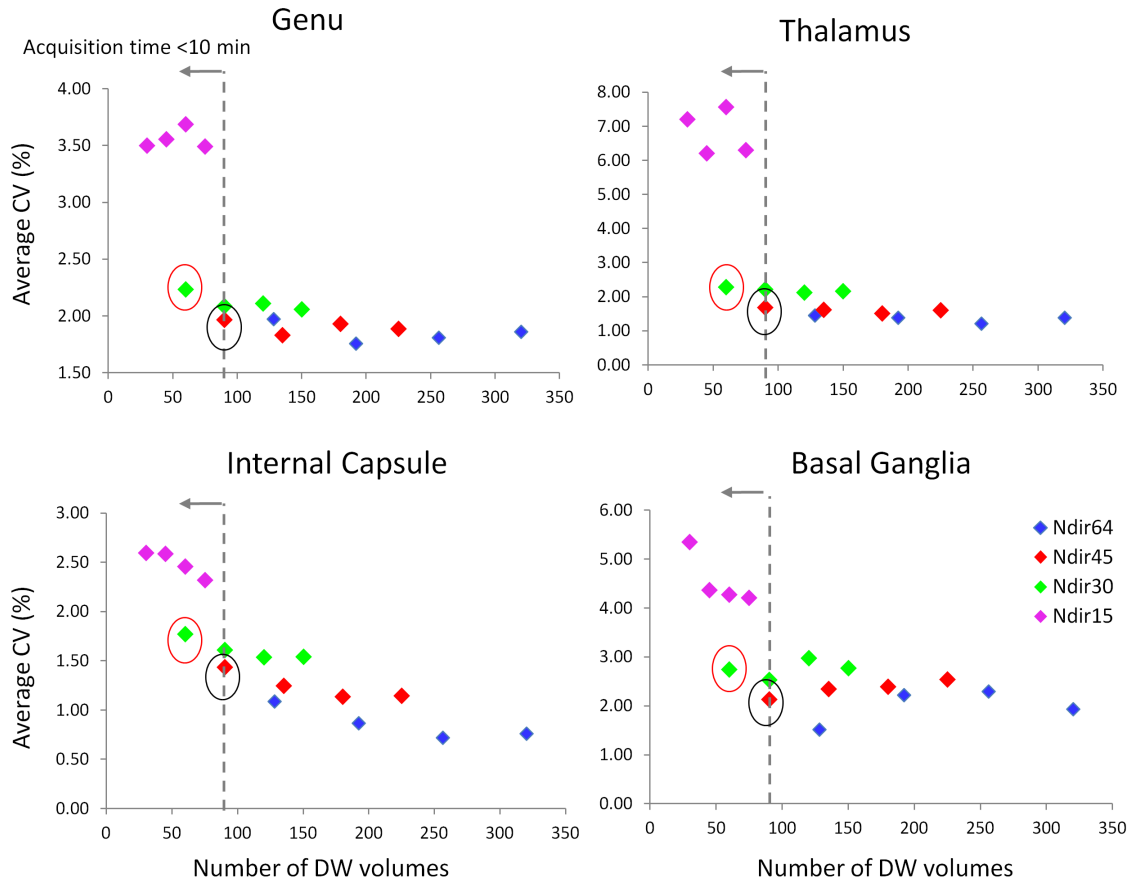 Genu
Acquisition time <10 min
Average CV (%)
4.00
3.50
3.00
2.50
2.00
1.50
0 50 100 150 200 250 300 350
Thalamus
8.00
7.00
6.00
5.00
4.00
3.00
2.00
1.00
0.00
0 50 100 150 200 250 300 350
Internal Capsule
Average CV (%)
3.00
2.50
2.00
1.50
1.00
0.50
0.00
0 50 100 150 200 250 300 350
Number of DW volumes
Basal Ganglia
6.00
5.00
4.00
3.00
2.00
1.00
0.00
0 50 100 150 200 250 300 350
Number of DW volumes
Ndir64
Ndir45
Ndir30
Ndir15